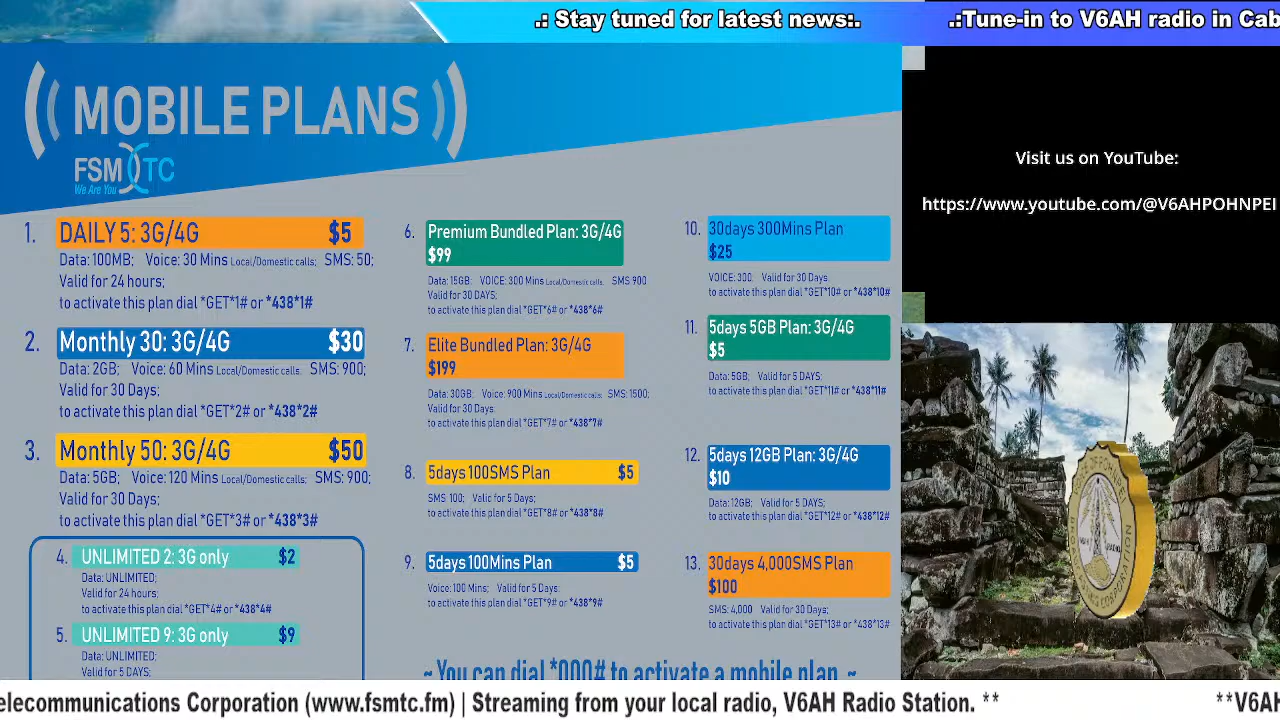 .: Stay tuned for latest news:.
.:Tune-in to V6AH radio in Cab
MOBILE PLANS
FSMTC
We Are You
1. DAILY 5: 3G/4G $5
Data: 100MB; Voice: 30 Mins Local/Domestic calls; SMS: 50;
Valid for 24 hours;
to activate this plan dial *GET*1# or *438*1#
2. Monthly 30: 3G/4G $30
Data: 2GB; Voice: 60 Mins Local/Domestic calls. SMS: 900;
Valid for 30 Days:
to activate this plan dial *GET*2# or *438*2#
3. Monthly 50: 3G/4G $50
Data: 5GB; Voice: 120 Mins Local/Domestic calls; SMS: 900;
Valid for 30 Days;
to activate this plan dial *GET*3# or *438*3#
4. UNLIMITED 2: 3G only $2
Data: UNLIMITED;
Valid for 24 hours;
to activate this plan dial *GET*4# or *438*4#
5. UNLIMITED 9: 3G only $9
Data: UNLIMITED;
Valid for 5 DAYS;
6. Premium Bundled Plan: 3G/4G
$99
Data: 15GB; VOICE: 300 Mins Local/Domestic calls. SMS 900
Valid for 30 DAYS;
to activate this plan dial *GET*6# or *438*6#
7. Elite Bundled Plan: 3G/4G
$199
Data: 30GB; Voice: 900 Mins Local/Domestic calls; SMS: 1500;
Valid for 30 Days:
to activate this plan dial *GET*7# or *438*7#
8. 5days 100SMS Plan $5
SMS 100; Valid for 5 Days;
to activate this plan dial *GET*8# or *438*8#
9. 5days 100Mins Plan $5
Voice: 100 Mins; Valid for 5 Days;
to activate this plan dial *GET*9# or *438*9#
10. 30days 300Mins Plan
$25
VOICE: 300 Valid for 30 Days;
to activate this plan dial *GET*10# or *438*10#
11. 5days 5GB Plan: 3G/4G
$5
Data: 5GB; Valid for 5 DAYS;
to activate this plan dial *GET*11# or *438*11#
12. 5days 12GB Plan: 3G/4G
$10
Data: 12GB; Valid for 5 DAYS;
to activate this plan dial *GET*12# or *438*12#
13. 30days 4,000SMS Plan
$100
SMS: 4,000 Valid for 30 Days;
to activate this plan dial *GET*13# or *438*13#
~ You can dial *000# to activate a mobile plan ~
Visit us on YouTube:
https://www.youtube.com/@V6AHPOHNPEI
elecommunications Corporation (www.fsmtc.fm) | Streaming from your local radio, V6AH Radio Station. **
**V6AH